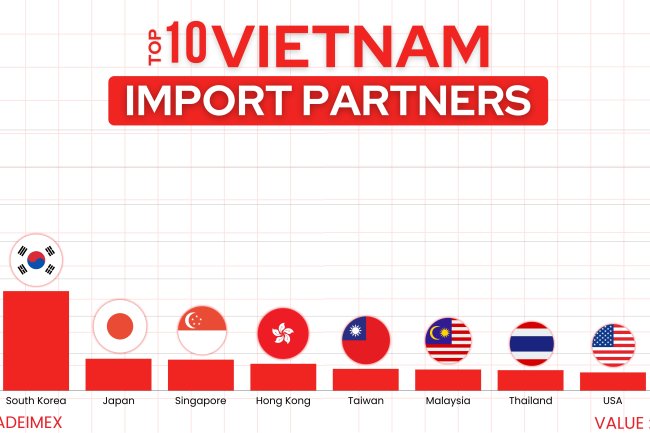 TOP 10 VIETNAM
IMPORT PARTNERS
South Korea Japan Singapore Hong Kong Taiwan Malaysia Thailand USA
ADEIMEX VALUE :